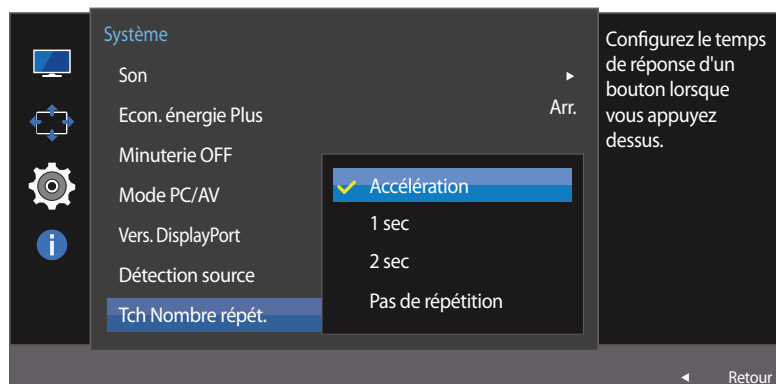 Système
Son
Econ. énergie Plus
Arr.
Minuterie OFF
Mode PC/AV
Vers. DisplayPort
Détection source
Tch Nombre répét.
Accélération
1 sec
2 sec
Pas de répétition
Configurez le temps
de réponse d'un
bouton lorsque
vous appuyez
dessus.
Retour